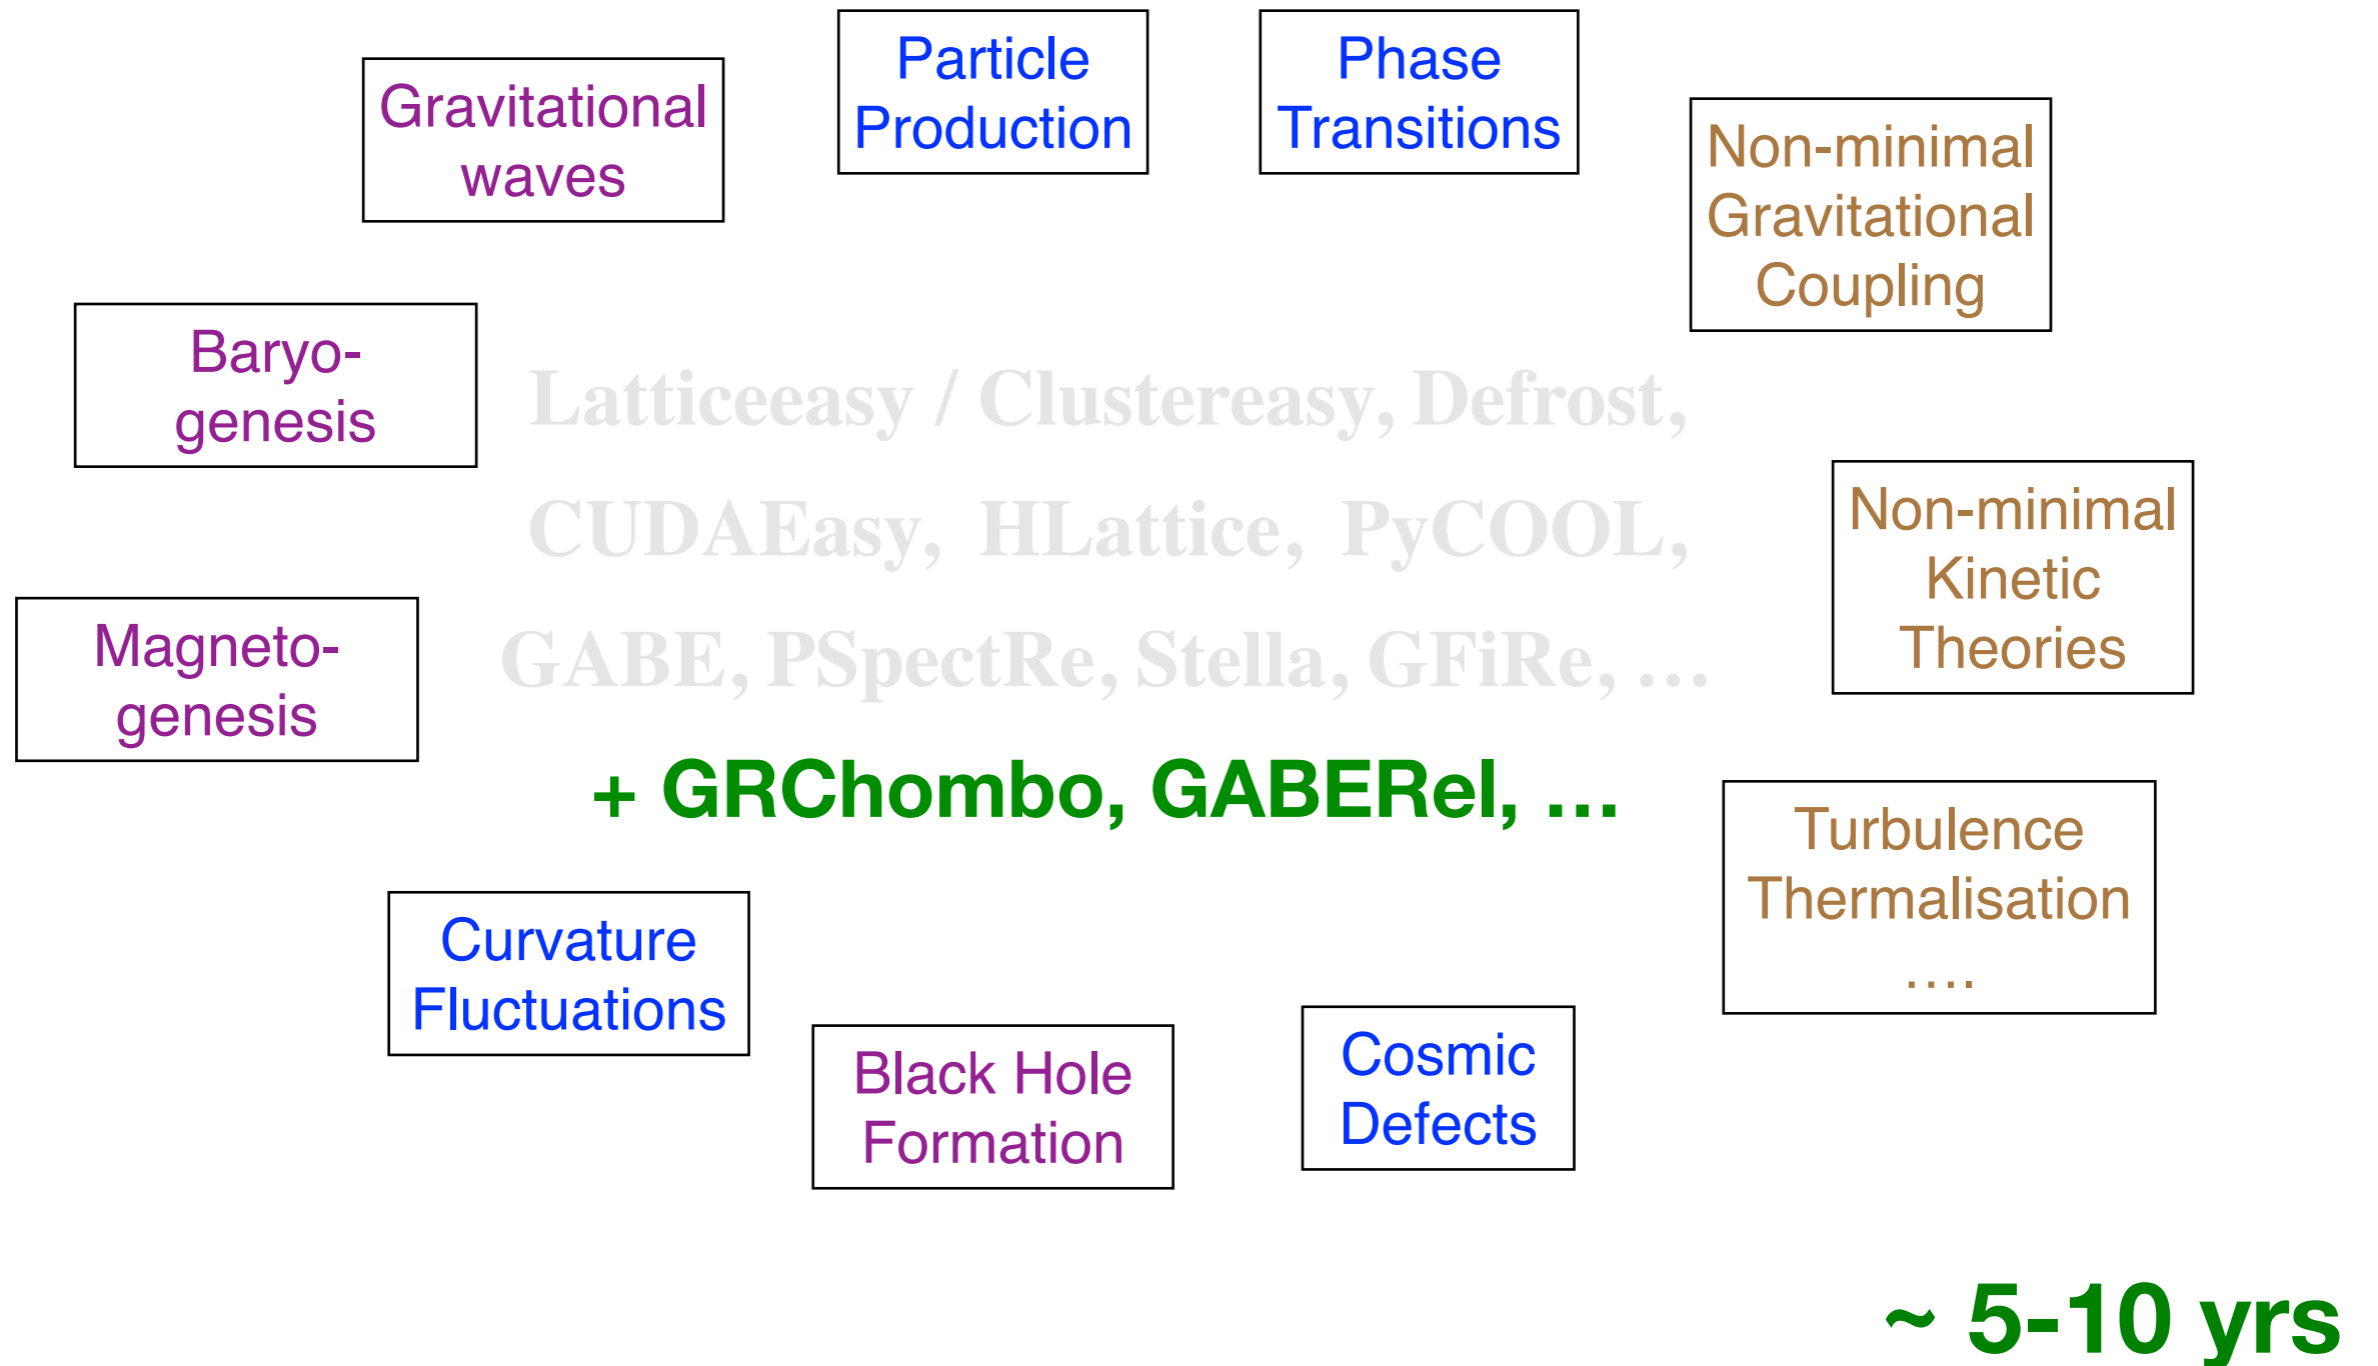 Gravitational
waves
Particle
Production
Phase
Transitions
Non-minimal
Gravitational
Coupling
Baryo-
genesis
Latticeeasy / Clustereasy, Defrost,
CUDAEasy, HLattice, PyCOOL,
GABE, PSpectRe, Stella, GFiRe, ...
Non-minimal
Kinetic
Theories
Magneto-
genesis
+ GRChombo, GABERel, ...
Turbulence
Thermalisation
....
Curvature
Fluctuations
Black Hole
Formation
Cosmic
Defects
~ 5-10 yrs